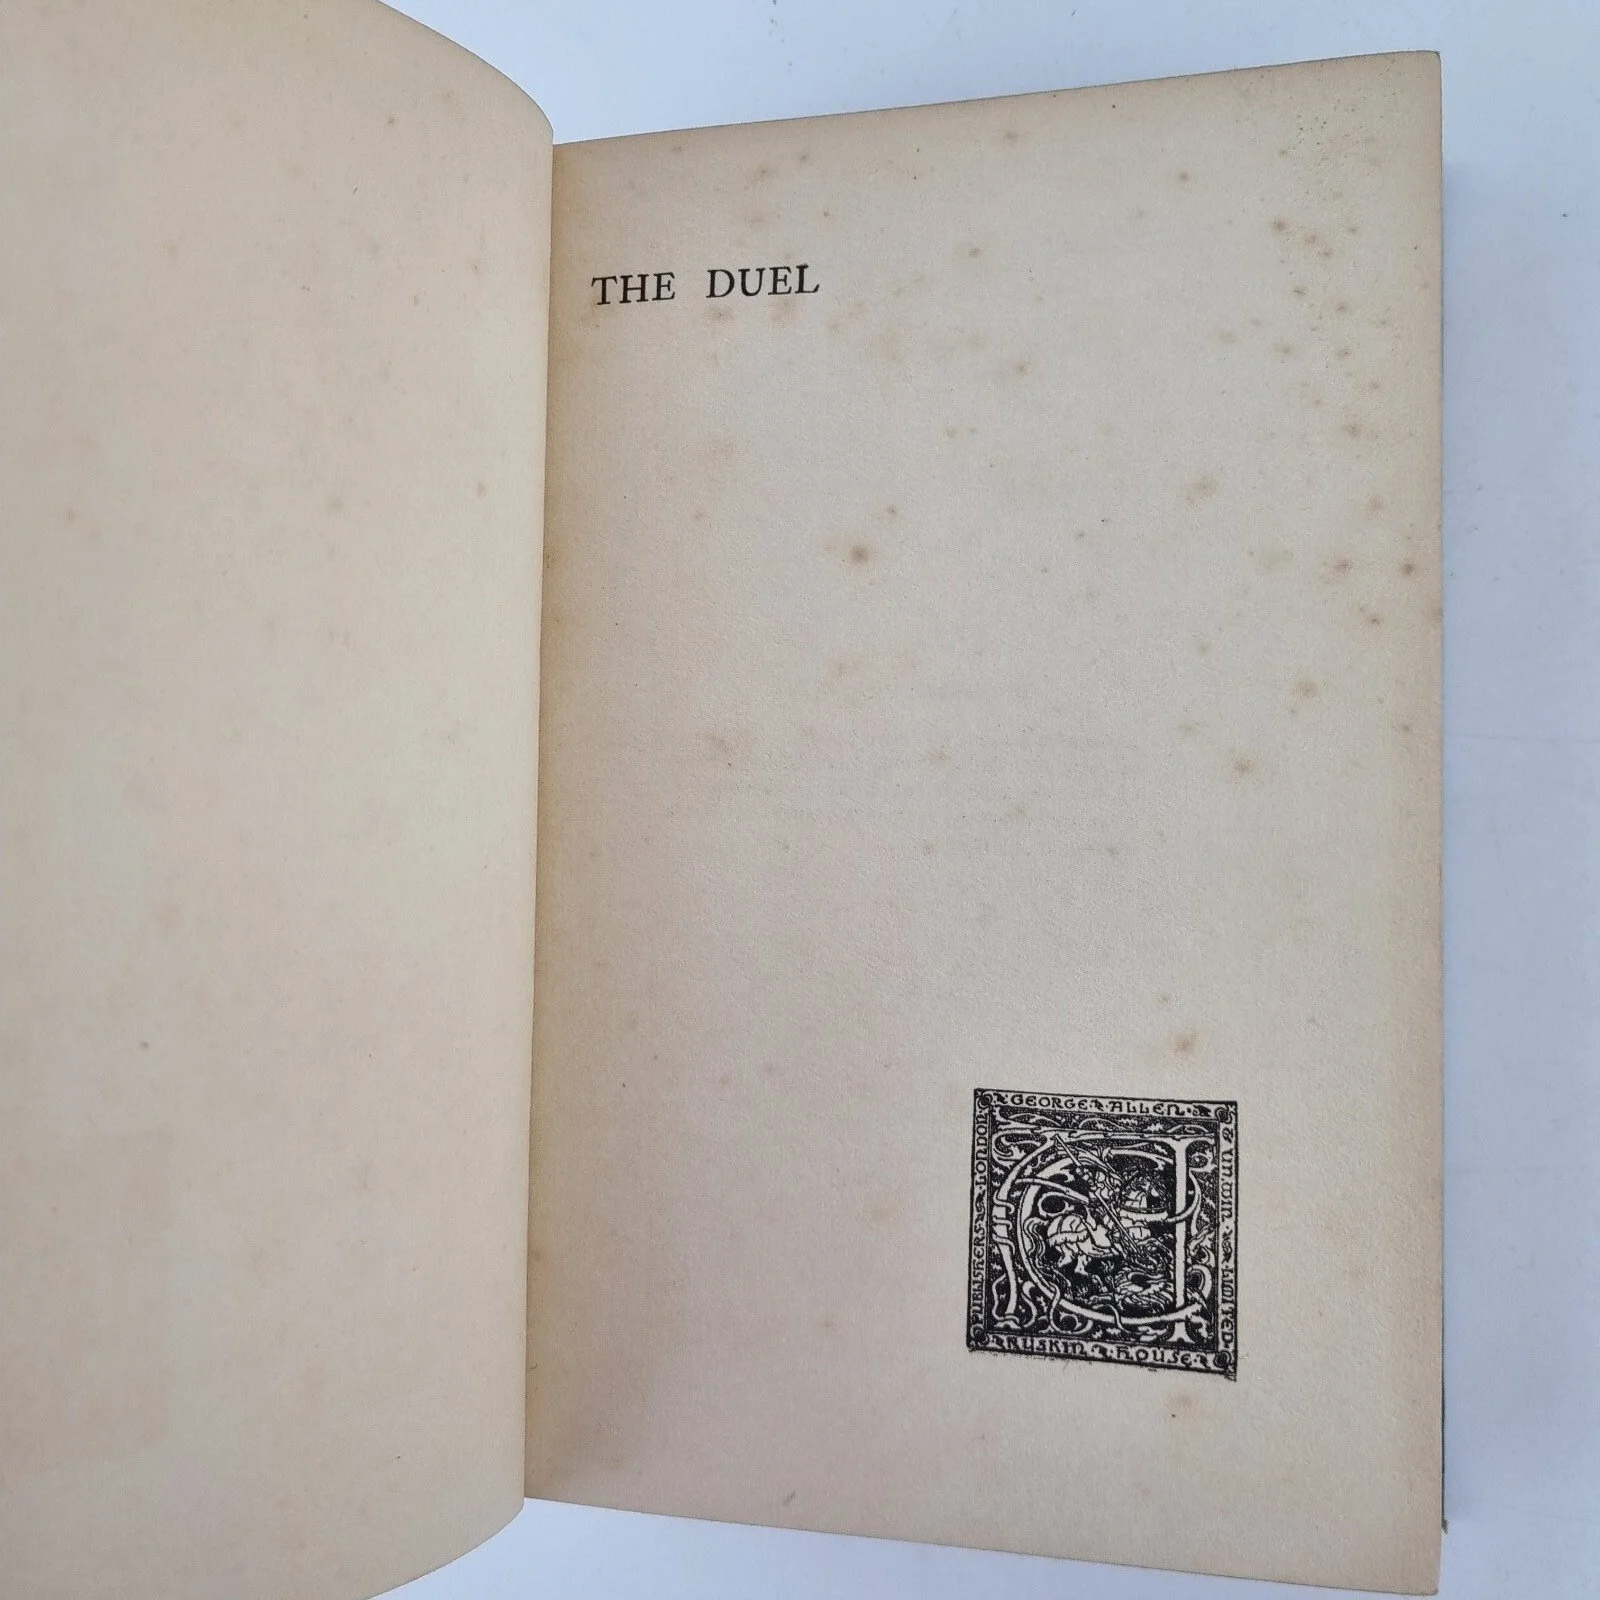 THE DUEL
GEORGE ALLEN
& UNWIN LIMITED
PUBLISHERS LONDON
RUSKIN HOUSE